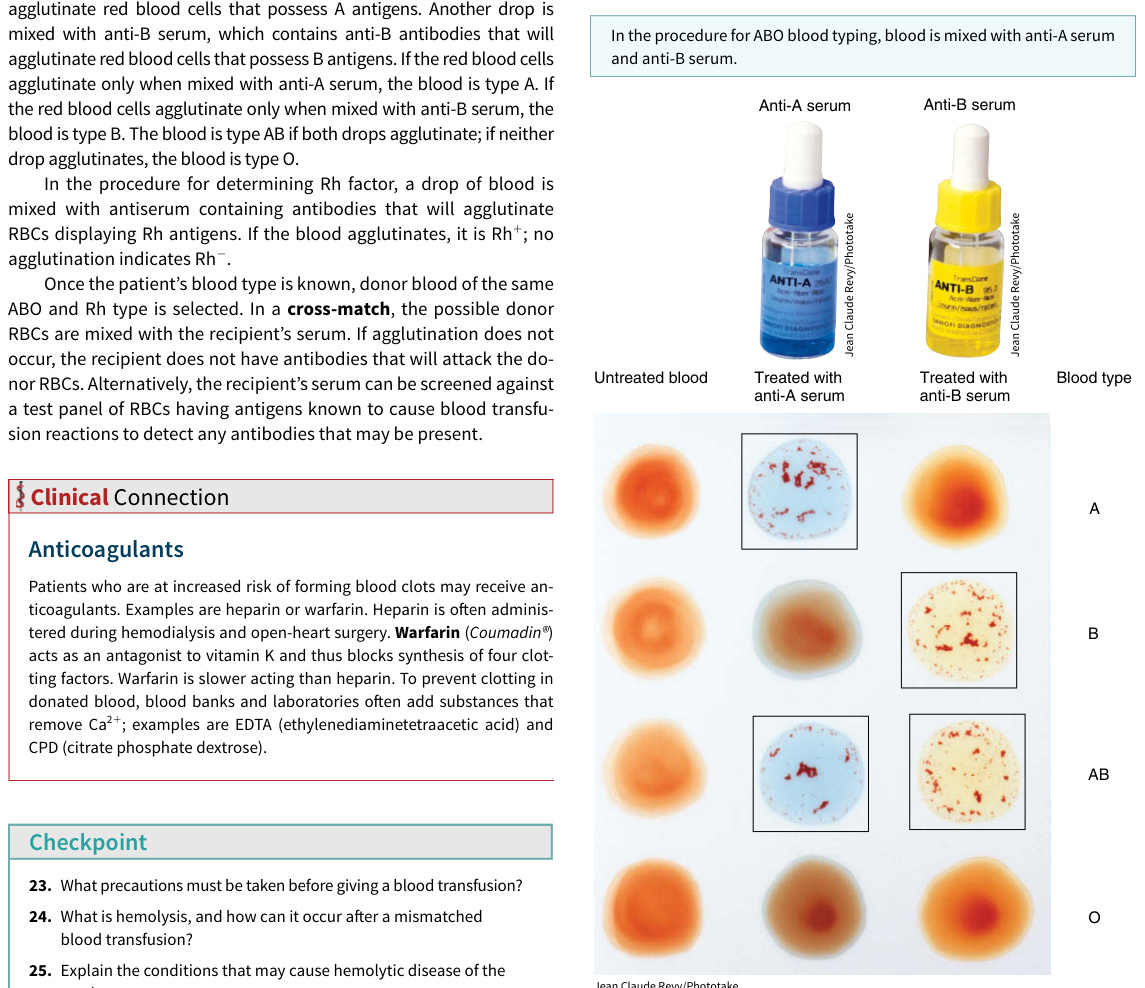 agglutinate red blood cells that possess A antigens. Another drop is
mixed with anti-B serum, which contains anti-B antibodies that will
agglutinate red blood cells that possess B antigens. If the red blood cells
agglutinate only when mixed with anti-A serum, the blood is type A. If
the red blood cells agglutinate only when mixed with anti-B serum, the
blood is type B. The blood is type AB if both drops agglutinate; if neither
drop agglutinates, the blood is type O.
In the procedure for determining Rh factor, a drop of blood is
mixed with antiserum containing antibodies that will agglutinate
RBCs displaying Rh antigens. If the blood agglutinates, it is Rh⁺; no
agglutination indicates Rh⁻.
Once the patient’s blood type is known, donor blood of the same
ABO and Rh type is selected. In a cross-match, the possible donor
RBCs are mixed with the recipient’s serum. If agglutination does not
occur, the recipient does not have antibodies that will attack the do-
nor RBCs. Alternatively, the recipient’s serum can be screened against
a test panel of RBCs having antigens known to cause blood transfu-
sion reactions to detect any antibodies that may be present.
Clinical Connection
Anticoagulants
Patients who are at increased risk of forming blood clots may receive an-
ticoagulants. Examples are heparin or warfarin. Heparin is often adminis-
tered during hemodialysis and open-heart surgery. Warfarin (Coumadin®)
acts as an antagonist to vitamin K and thus blocks synthesis of four clot-
ting factors. Warfarin is slower acting than heparin. To prevent clotting in
donated blood, blood banks and laboratories often add substances that
remove Ca²⁺; examples are EDTA (ethylenediaminetetraacetic acid) and
CPD (citrate phosphate dextrose).
Checkpoint
23. What precautions must be taken before giving a blood transfusion?
24. What is hemolysis, and how can it occur after a mismatched
blood transfusion?
25. Explain the conditions that may cause hemolytic disease of the
In the procedure for ABO blood typing, blood is mixed with anti-A serum
and anti-B serum.
Anti-A serum
Anti-B serum
TransClone
ANTI-A
Jean Claude Revy/Phototake
TransClone
ANTI-B
SANOFI DIAGNOSTICS
Jean Claude Revy/Phototake
Untreated blood
Treated with
anti-A serum
Treated with
anti-B serum
Blood type
A
B
AB
O
Jean Claude Revy/Phototake